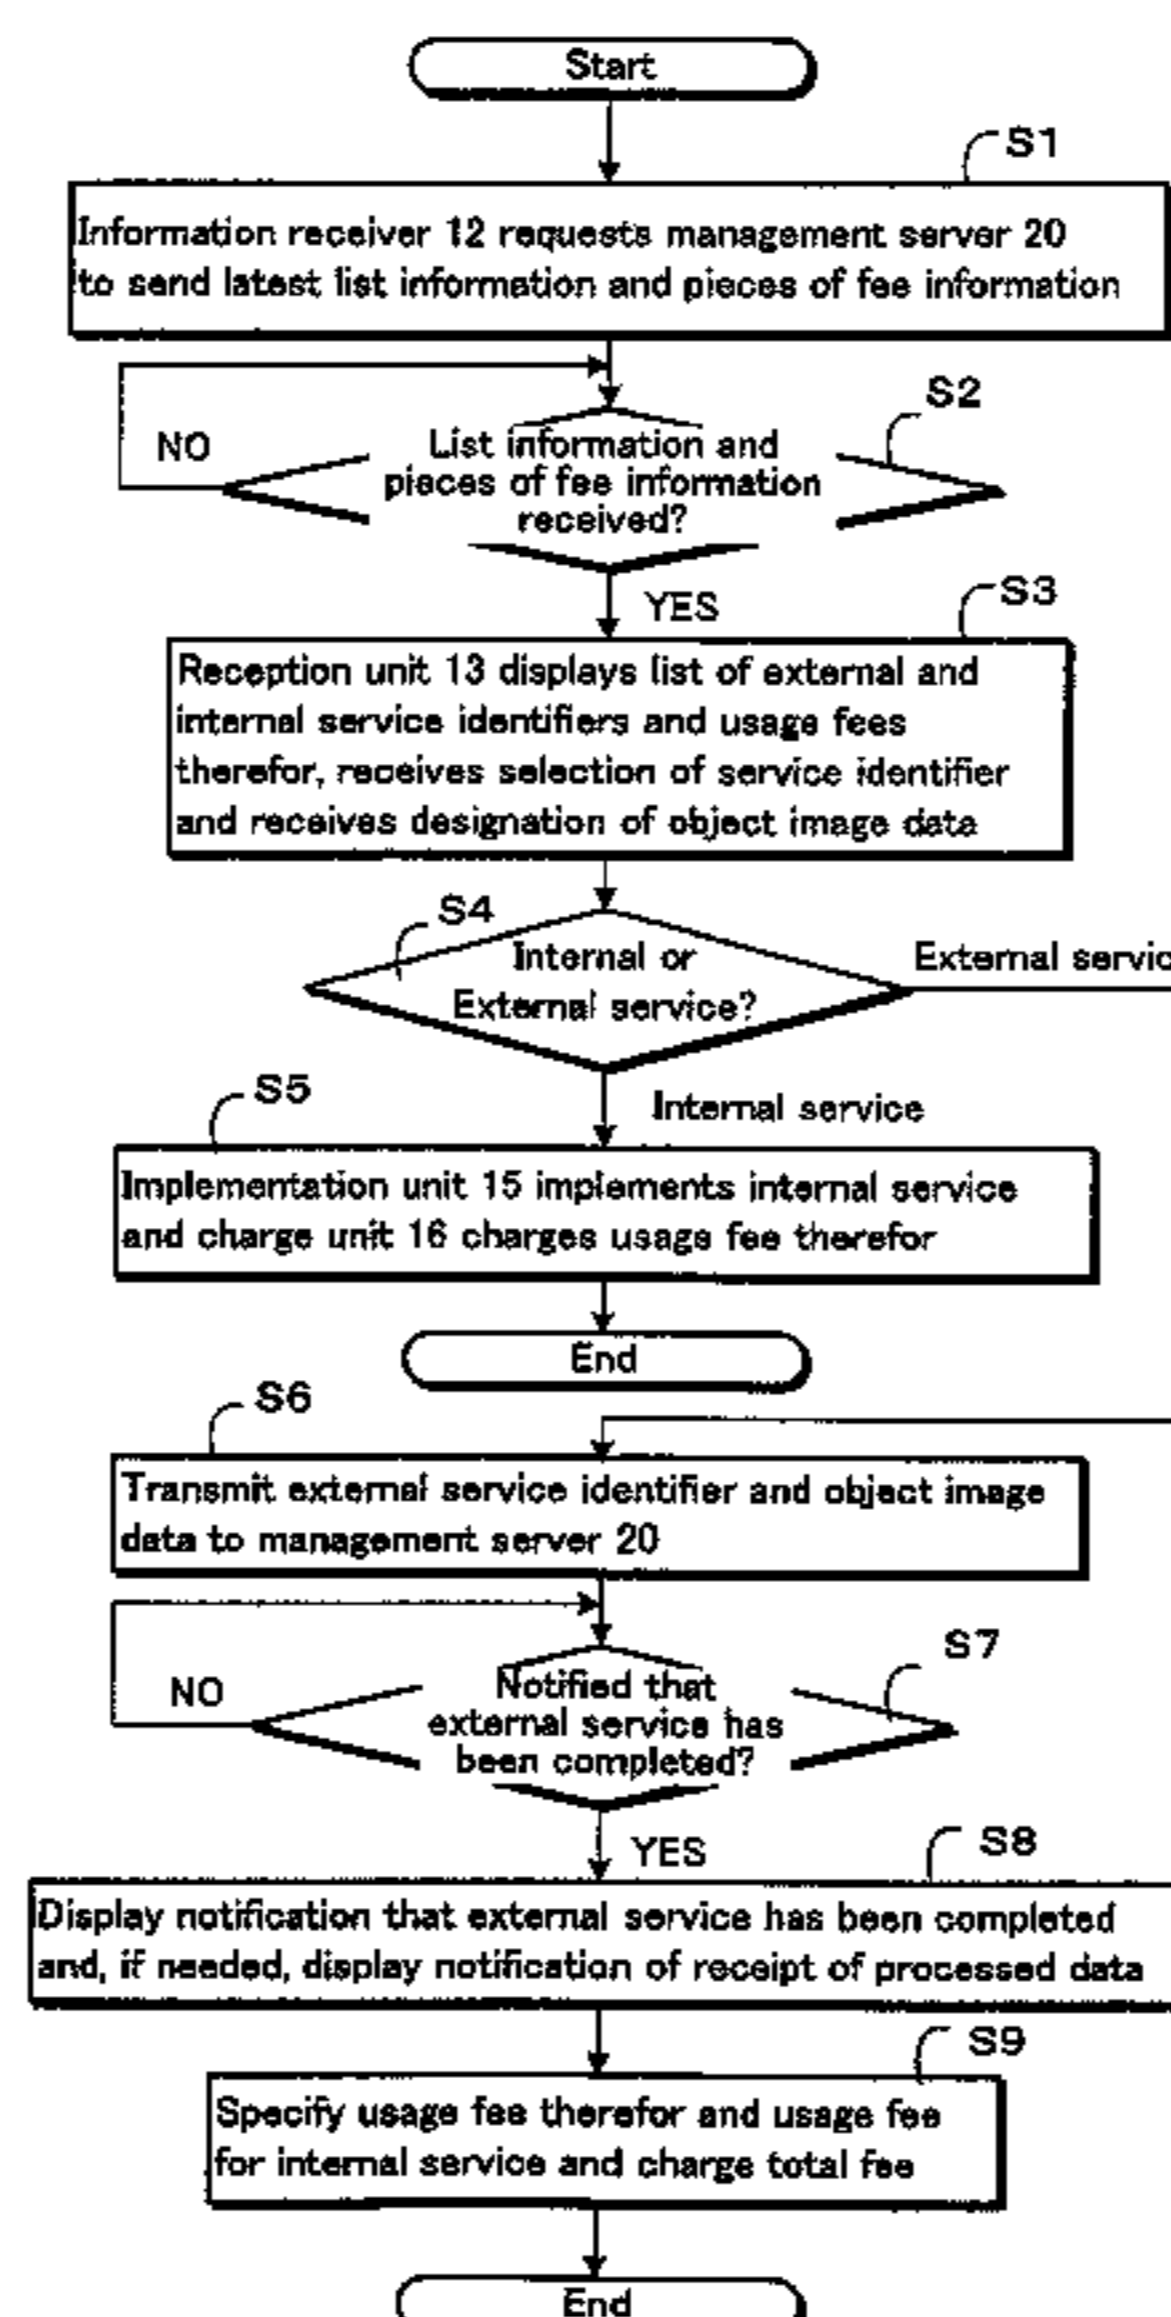 Start
S1
Information receiver 12 requests management server 20
to send latest list information and pieces of fee information
S2
NO
List information and
pieces of fee information
received?
YES
S3
Reception unit 13 displays list of external and
internal service identifiers and usage fees
therefor, receives selection of service identifier
and receives designation of object image data
S4
Internal or
External service?
External servic
Internal service
S5
Implementation unit 15 implements internal service
and charge unit 16 charges usage fee therefor
End
S6
Transmit external service identifier and object image
data to management server 20
S7
NO
Notified that
external service has
been completed?
YES
S8
Display notification that external service has been completed
and, if needed, display notification of receipt of processed data
S9
Specify usage fee therefor and usage fee
for internal service and charge total fee
End